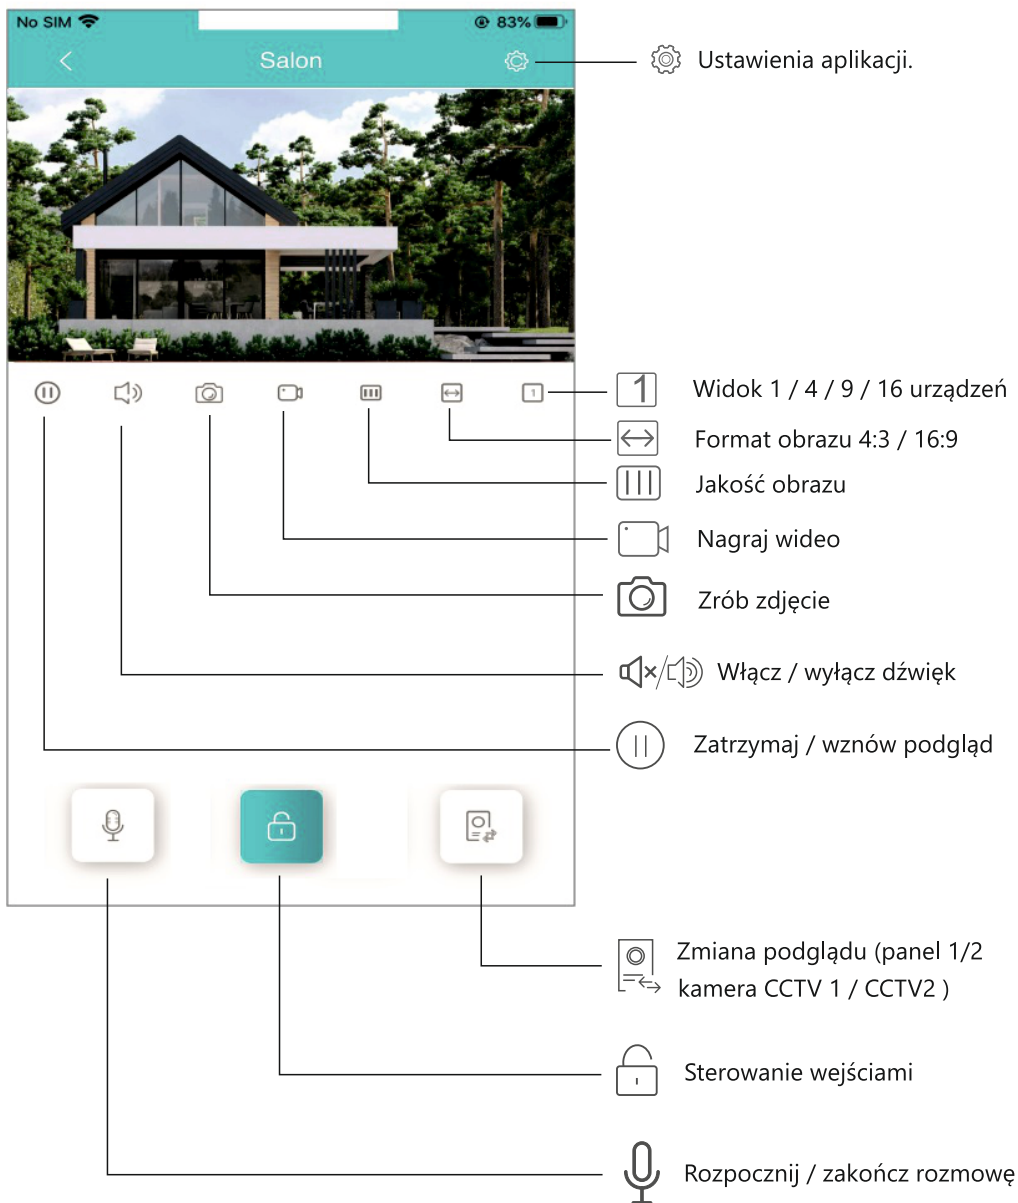 No SIM 83%
Salon
Ustawienia aplikacji.
1
1 Widok 1 / 4 / 9 / 16 urządzeń
Format obrazu 4:3 / 16:9
Jakość obrazu
Nagraj wideo
Zrób zdjęcie
Włącz / wyłącz dźwięk
Zatrzymaj / wznów podgląd
Zmiana podglądu (panel 1/2
kamera CCTV 1 / CCTV2 )
Sterowanie wejściami
Rozpocznij / zakończ rozmowę